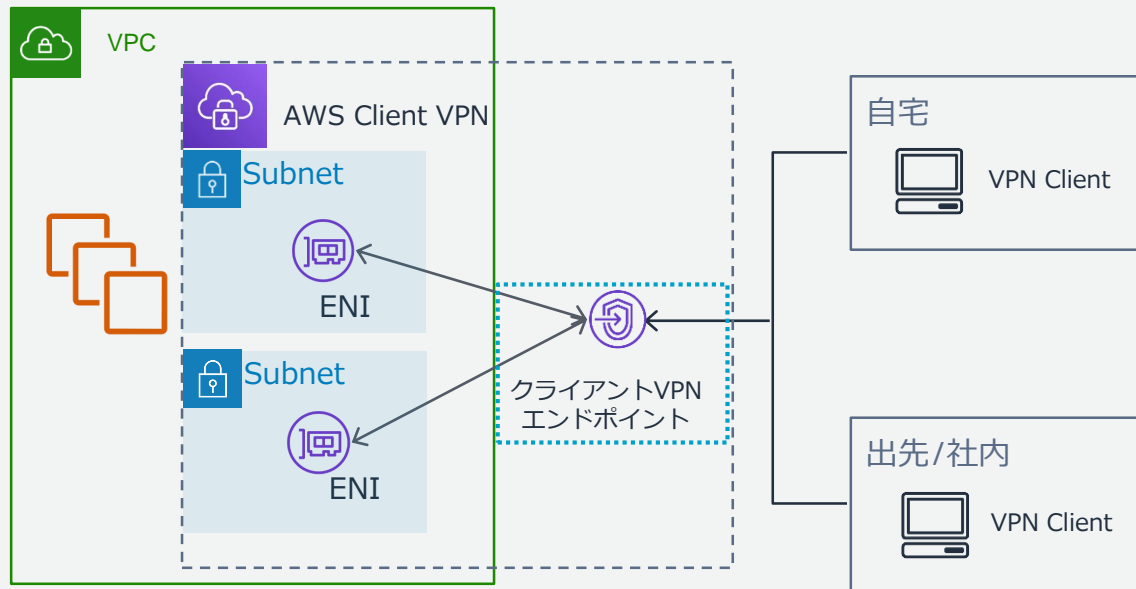 VPC
AWS Client VPN
Subnet
ENI
Subnet
ENI
クライアントVPN
エンドポイント
自宅
VPN Client
出先/社内
VPN Client